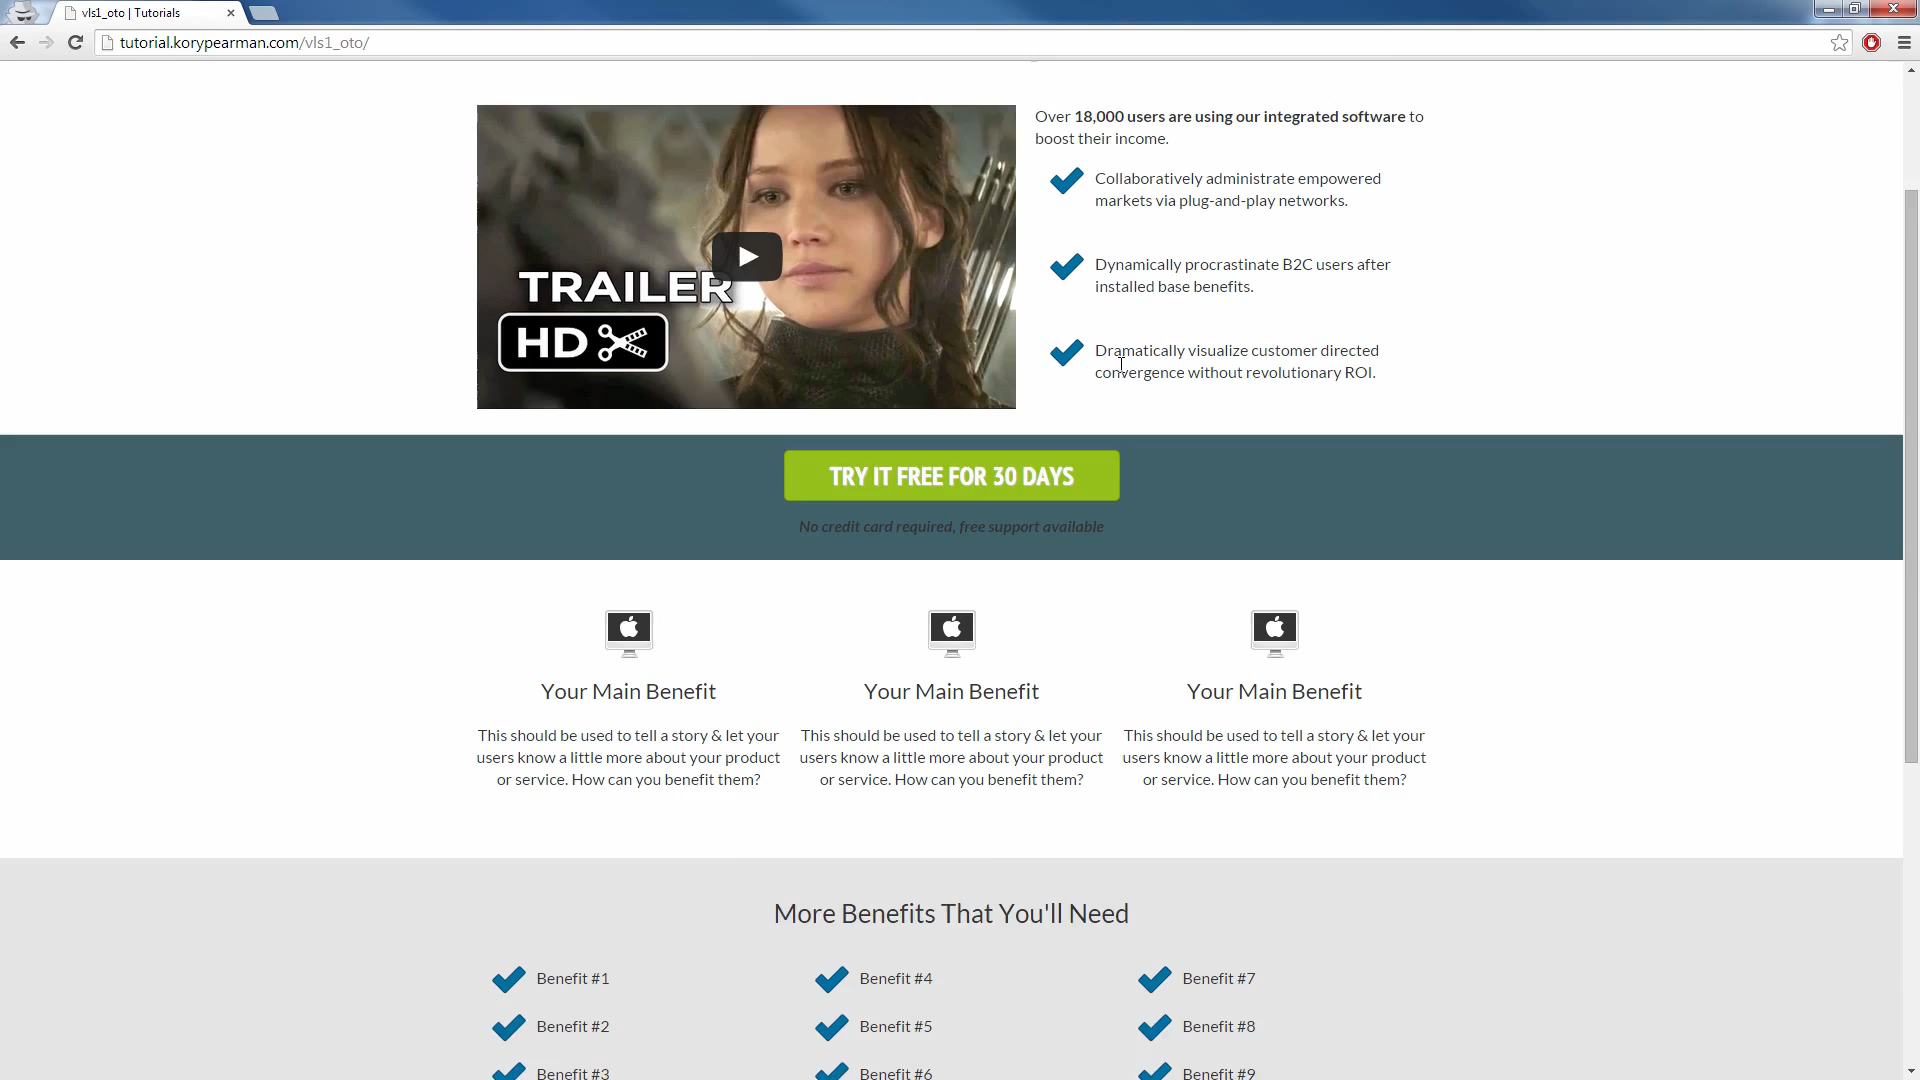 vls1_oto | Tutorials
tutorial.korypearman.com/vls1_oto/
TRAILER
HD
Over 18,000 users are using our integrated software to
boost their income.
Collaboratively administrate empowered
markets via plug-and-play networks.
Dynamically procrastinate B2C users after
installed base benefits.
Dramatically visualize customer directed
convergence without revolutionary ROI.
TRY IT FREE FOR 30 DAYS
No credit card required, free support available
Your Main Benefit
This should be used to tell a story & let your
users know a little more about your product
or service. How can you benefit them?
Your Main Benefit
This should be used to tell a story & let your
users know a little more about your product
or service. How can you benefit them?
Your Main Benefit
This should be used to tell a story & let your
users know a little more about your product
or service. How can you benefit them?
More Benefits That You'll Need
Benefit #1
Benefit #4
Benefit #7
Benefit #2
Benefit #5
Benefit #8
Benefit #3
Benefit #6
Benefit #9